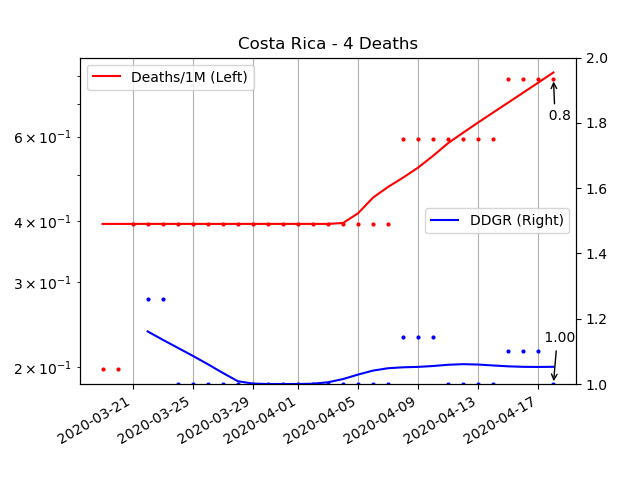 Costa Rica - 4 Deaths
Deaths/1M (Left)
DDGR (Right)
6 × 10⁻¹
4 × 10⁻¹
3 × 10⁻¹
2 × 10⁻¹
2.0
1.8
1.6
1.4
1.2
1.0
0.8
1.00
2020-03-21
2020-03-25
2020-03-29
2020-04-01
2020-04-05
2020-04-09
2020-04-13
2020-04-17